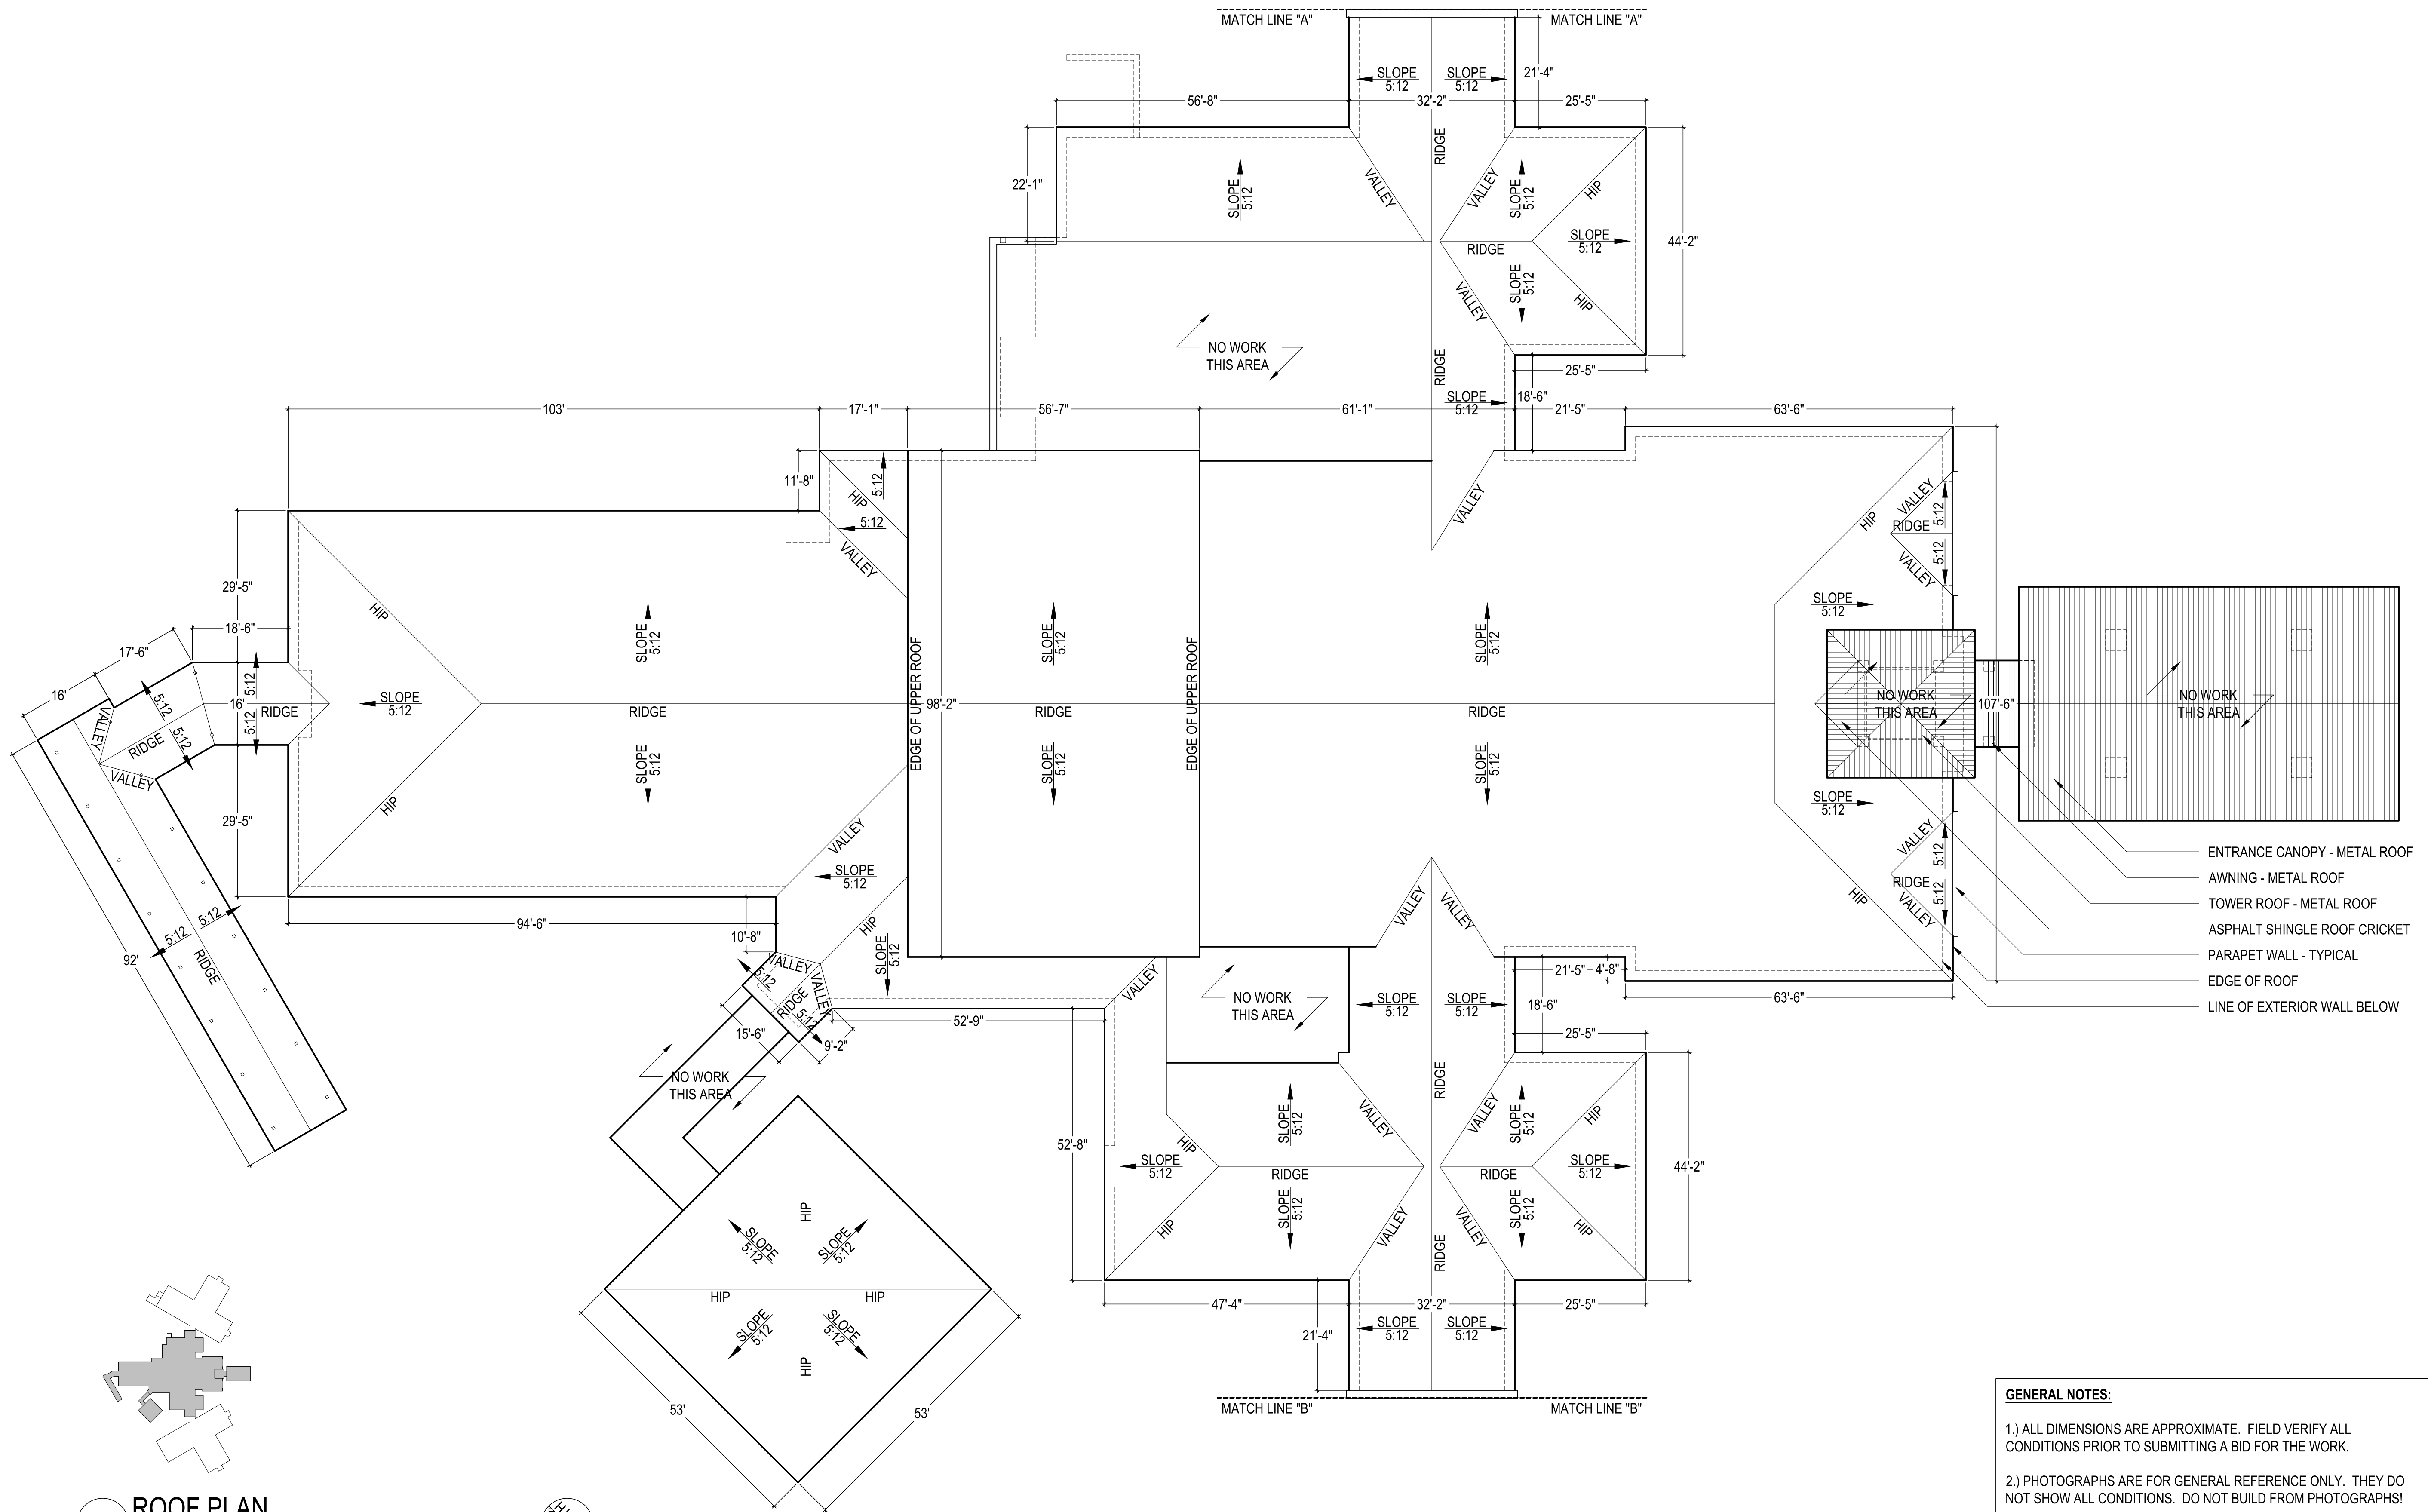 MATCH LINE "A"
MATCH LINE "A"
SLOPE
5:12
SLOPE
5:12
21'-4"
56'-8"
32'-2"
25'-5"
RIDGE
22'-1"
SLOPE
5:12
VALLEY
VALLEY
SLOPE
5:12
HIP
RIDGE
SLOPE
5:12
44'-2"
SLOPE
5:12
VALLEY
HIP
NO WORK
THIS AREA
RIDGE
25'-5"
SLOPE
5:12
18'-6"
103'
17'-1"
56'-7"
61'-1"
21'-5"
63'-6"
11'-8"
HIP
5:12
5:12
VALLEY
VALLEY
HIP
VALLEY
RIDGE
5:12
5:12
VALLEY
29'-5"
18'-6"
17'-6"
16'
HIP
SLOPE
5:12
EDGE OF UPPER ROOF
SLOPE
5:12
EDGE OF UPPER ROOF
SLOPE
5:12
SLOPE
5:12
VALLEY
5:12
5:12
RIDGE
VALLEY
16'
5:12
5:12
RIDGE
SLOPE
5:12
RIDGE
98'-2"
RIDGE
RIDGE
NO WORK
THIS AREA
107'-6"
NO WORK
THIS AREA
SLOPE
5:12
SLOPE
5:12
SLOPE
5:12
SLOPE
5:12
HIP
29'-5"
VALLEY
SLOPE
5:12
HIP
VALLEY
RIDGE
5:12
5:12
VALLEY
HIP
ENTRANCE CANOPY - METAL ROOF
AWNING - METAL ROOF
TOWER ROOF - METAL ROOF
ASPHALT SHINGLE ROOF CRICKET
PARAPET WALL - TYPICAL
EDGE OF ROOF
LINE OF EXTERIOR WALL BELOW
5:12
5:12
RIDGE
92'
94'-6"
10'-8"
SLOPE
5:12
VALLEY
VALLEY
5:12
RIDGE
5:12
15'-6"
9'-2"
52'-9"
VALLEY
VALLEY
VALLEY
NO WORK
THIS AREA
SLOPE
5:12
SLOPE
5:12
21'-5"
4'-8"
18'-6"
63'-6"
25'-5"
NO WORK
THIS AREA
RIDGE
52'-8"
SLOPE
5:12
VALLEY
VALLEY
SLOPE
5:12
HIP
HIP
SLOPE
5:12
RIDGE
RIDGE
SLOPE
5:12
44'-2"
SLOPE
5:12
SLOPE
5:12
HIP
VALLEY
VALLEY
HIP
RIDGE
HIP
SLOPE
5:12
SLOPE
5:12
HIP
HIP
SLOPE
5:12
SLOPE
5:12
HIP
53'
53'
47'-4"
32'-2"
25'-5"
21'-4"
SLOPE
5:12
SLOPE
5:12
MATCH LINE "B"
MATCH LINE "B"
GENERAL NOTES:
1.) ALL DIMENSIONS ARE APPROXIMATE. FIELD VERIFY ALL
CONDITIONS PRIOR TO SUBMITTING A BID FOR THE WORK.
2.) PHOTOGRAPHS ARE FOR GENERAL REFERENCE ONLY. THEY DO
NOT SHOW ALL CONDITIONS. DO NOT BUILD FROM PHOTOGRAPHS!
ROOF PLAN